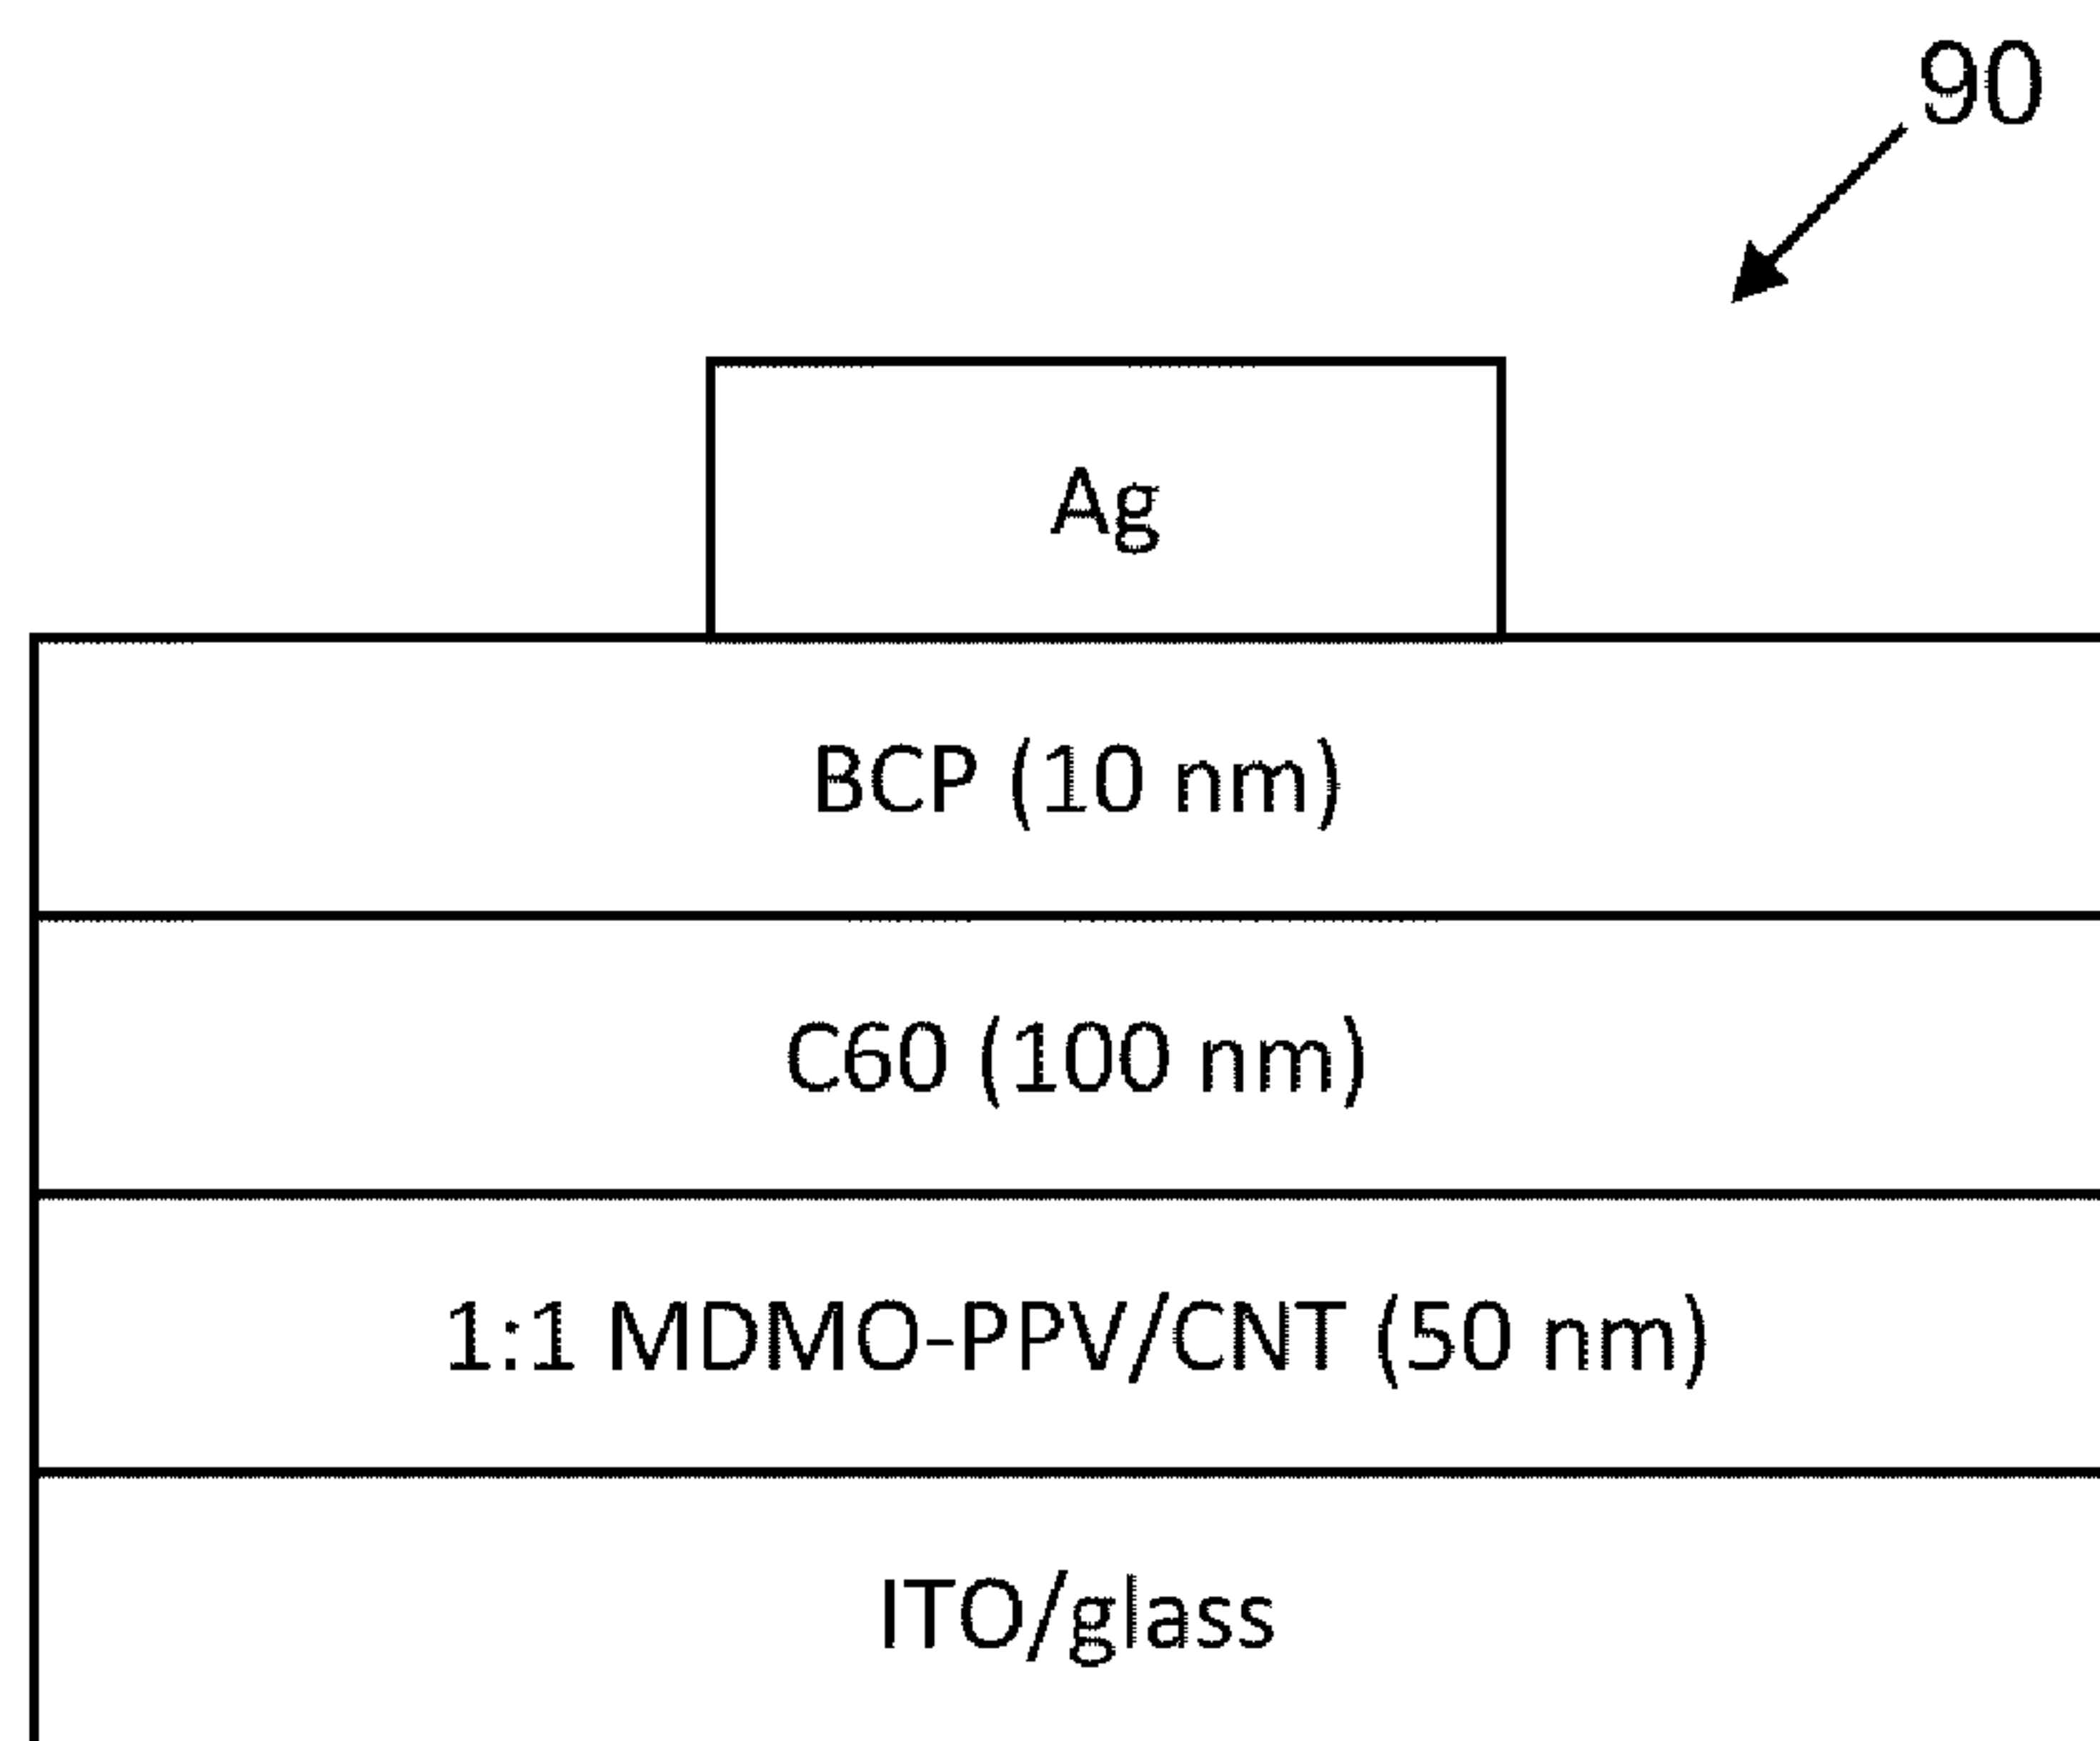 90
Ag
BCP (10 nm)
C60 (100 nm)
1:1 MDMO-PPV/CNT (50 nm)
ITO/glass